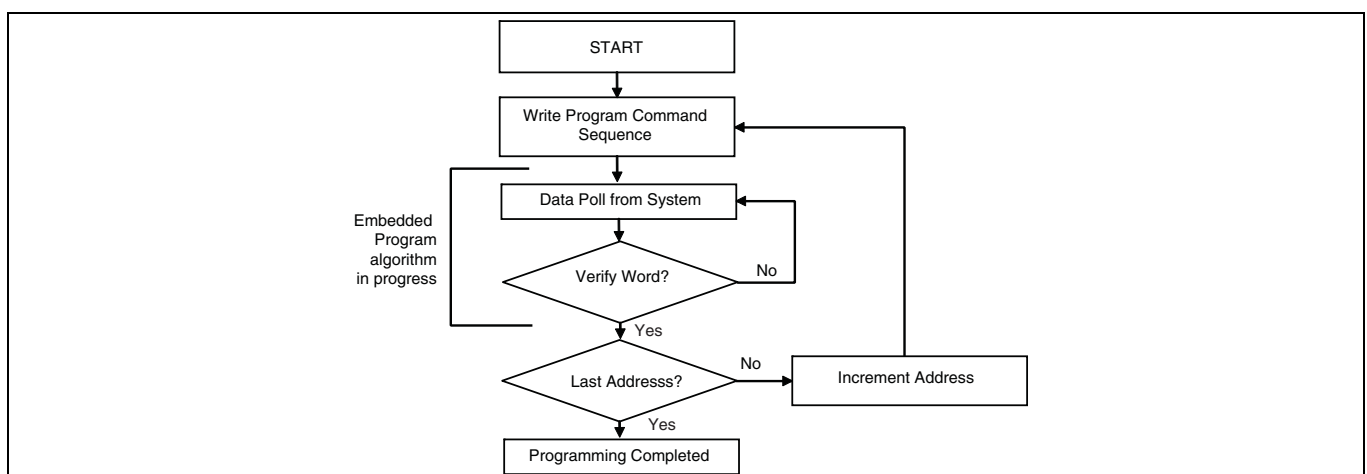 START
Write Program Command
Sequence
Data Poll from System
Embedded
Program
algorithm
in progress
Verify Word?
No
Yes
Last Addresss?
No
Increment Address
Yes
Programming Completed